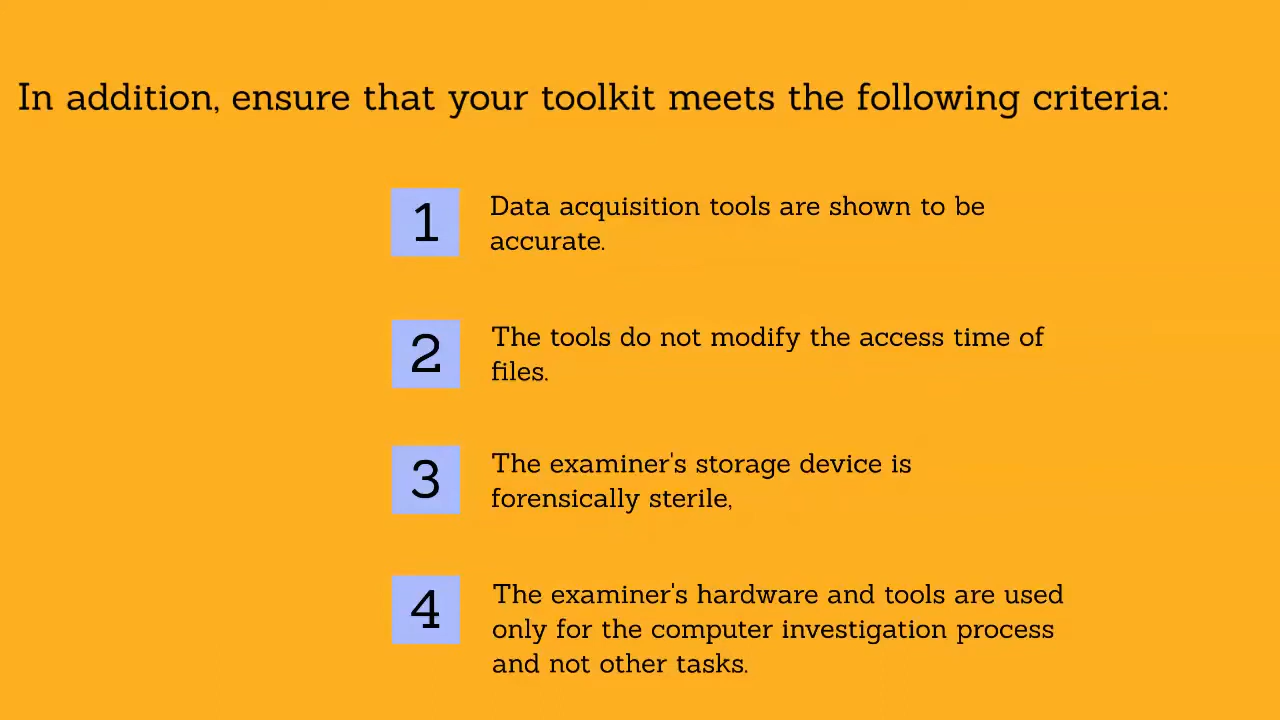 In addition, ensure that your toolkit meets the following criteria:
1
Data acquisition tools are shown to be
accurate.
2
The tools do not modify the access time of
files.
3
The examiner's storage device is
forensically sterile,
4
The examiner's hardware and tools are used
only for the computer investigation process
and not other tasks.